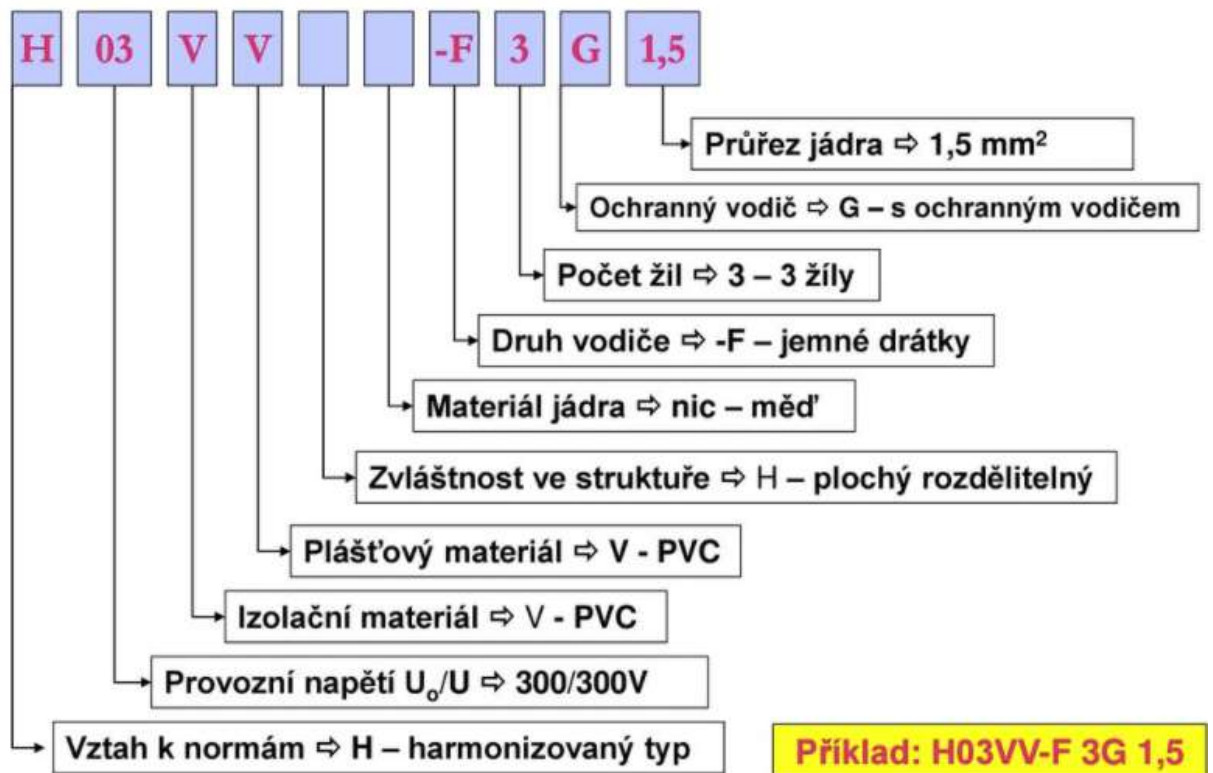 H 03 V V -F 3 G 1,5
Průřez jádra ⇨ 1,5 mm²
Ochranný vodič ⇨ G – s ochranným vodičem
Počet žil ⇨ 3 – 3 žíly
Druh vodiče ⇨ -F – jemné drátky
Materiál jádra ⇨ nic – měď
Zvláštnost ve struktuře ⇨ H – plochý rozdělitelný
Plášťový materiál ⇨ V - PVC
Izolační materiál ⇨ V - PVC
Provozní napětí Uₒ/U ⇨ 300/300V
Vztah k normám ⇨ H – harmonizovaný typ
Příklad: H03VV-F 3G 1,5